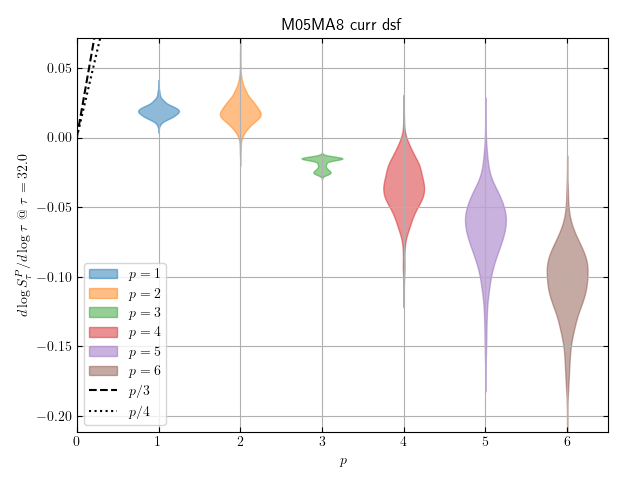 M05MA8 curr dsf
d log S_τ^P / d log τ @ τ = 32.0
0.05
0.00
−0.05
−0.10
−0.15
−0.20
p = 1
p = 2
p = 3
p = 4
p = 5
p = 6
p/3
p/4
0 1 2 3 4 5 6
p